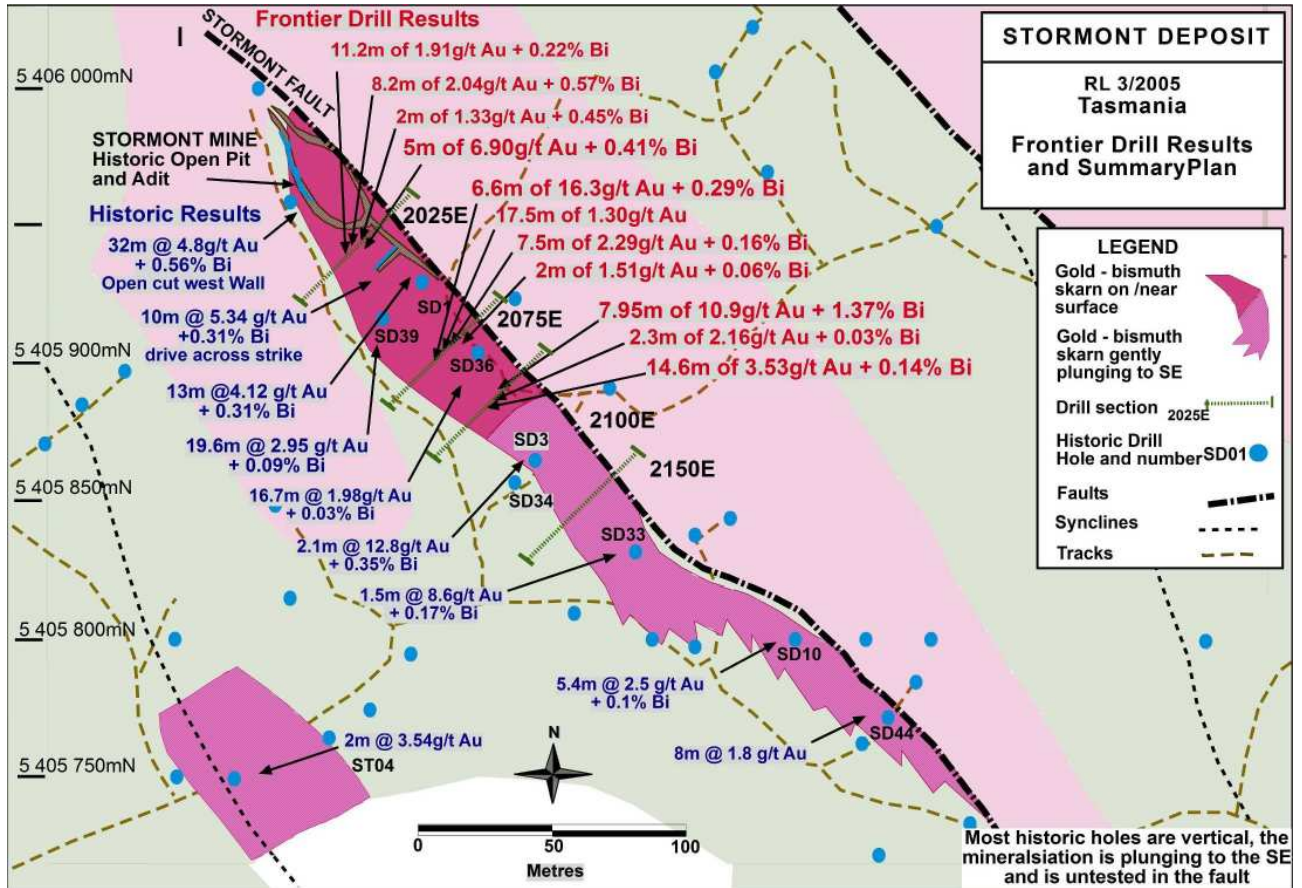 Frontier Drill Results
STORMONT FAULT
11.2m of 1.91g/t Au + 0.22% Bi
8.2m of 2.04g/t Au + 0.57% Bi
2m of 1.33g/t Au + 0.45% Bi
5m of 6.90g/t Au + 0.41% Bi
6.6m of 16.3g/t Au + 0.29% Bi
17.5m of 1.30g/t Au
7.5m of 2.29g/t Au + 0.16% Bi
2m of 1.51g/t Au + 0.06% Bi
7.95m of 10.9g/t Au + 1.37% Bi
2.3m of 2.16g/t Au + 0.03% Bi
14.6m of 3.53g/t Au + 0.14% Bi
STORMONT DEPOSIT
RL 3/2005
Tasmania
Frontier Drill Results
and SummaryPlan
LEGEND
Gold - bismuth
skarn on /near
surface
Gold - bismuth
skarn gently
plunging to SE
Drill section
2025E
Historic Drill
Hole and number
SD01
Faults
Synclines
Tracks
5 406 000mN
5 405 900mN
5 405 850mN
5 405 800mN
5 405 750mN
STORMONT MINE
Historic Open Pit
and Adit
Historic Results
32m @ 4.8g/t Au
+ 0.56% Bi
Open cut west Wall
10m @ 5.34 g/t Au
+0.31% Bi
drive across strike
13m @4.12 g/t Au
+ 0.31% Bi
19.6m @ 2.95 g/t Au
+ 0.09% Bi
16.7m @ 1.98g/t Au
+ 0.03% Bi
2.1m @ 12.8g/t Au
+ 0.35% Bi
1.5m @ 8.6g/t Au
+ 0.17% Bi
5.4m @ 2.5 g/t Au
+ 0.1% Bi
8m @ 1.8 g/t Au
2m @ 3.54g/t Au
2025E
2075E
2100E
2150E
SD1
SD39
SD36
SD3
SD34
SD33
SD10
SD44
ST04
N
0
50
100
Metres
Most historic holes are vertical, the
mineralsiation is plunging to the SE
and is untested in the fault